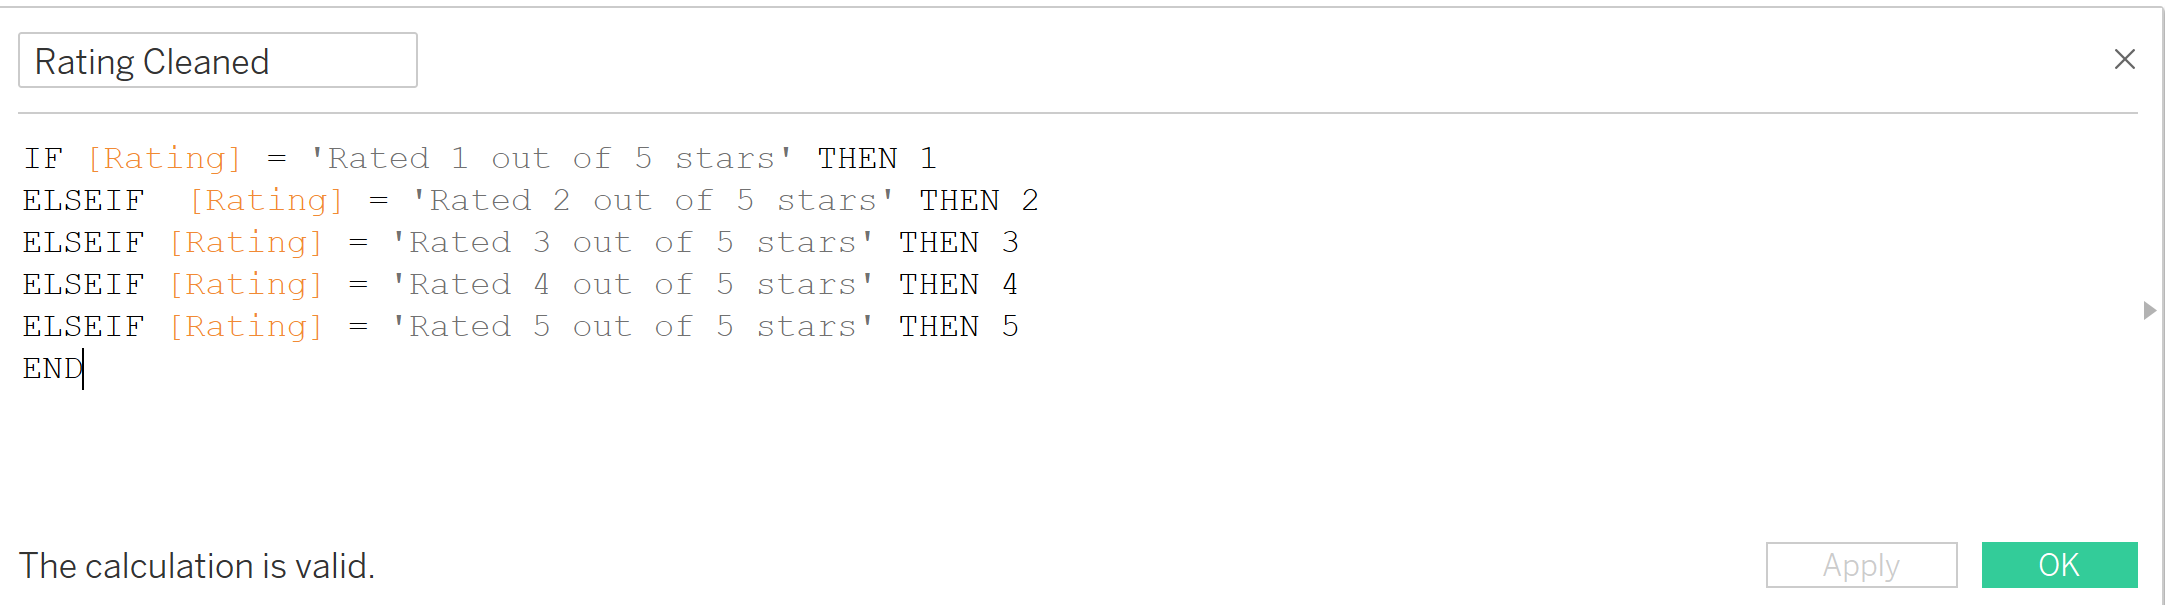 Rating Cleaned
IF [Rating] = 'Rated 1 out of 5 stars' THEN 1
ELSEIF  [Rating] = 'Rated 2 out of 5 stars' THEN 2
ELSEIF [Rating] = 'Rated 3 out of 5 stars' THEN 3
ELSEIF [Rating] = 'Rated 4 out of 5 stars' THEN 4
ELSEIF [Rating] = 'Rated 5 out of 5 stars' THEN 5
END
The calculation is valid.
Apply
OK